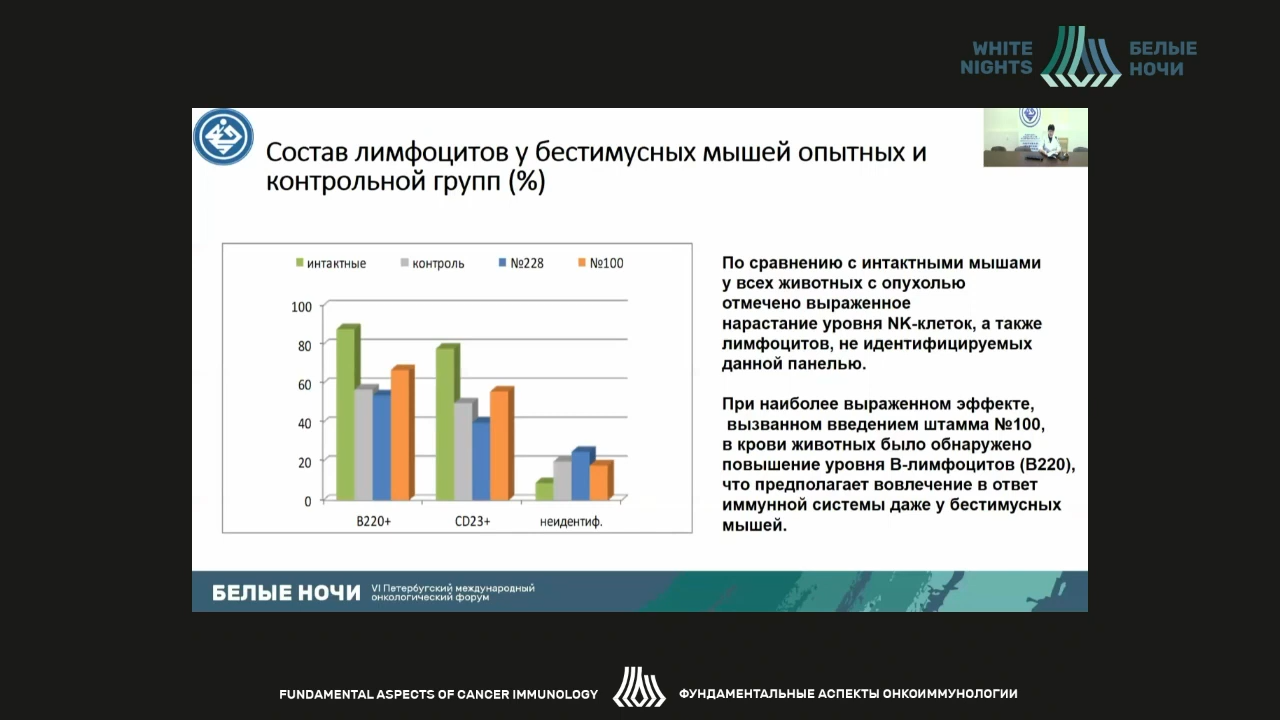 WHITE
NIGHTS
БЕЛЫЕ
НОЧИ
Состав лимфоцитов у бестимусных мышей опытных и
контрольной групп (%)
интактные контроль №228 №100
100
80
60
40
20
0
B220+ CD23+ неидентиф.
По сравнению с интактными мышами
у всех животных с опухолью
отмечено выраженное
нарастание уровня NK-клеток, а также
лимфоцитов, не идентифицируемых
данной панелью.
При наиболее выраженном эффекте,
вызванном введением штамма №100,
в крови животных было обнаружено
повышение уровня В-лимфоцитов (B220),
что предполагает вовлечение в ответ
иммунной системы даже у бестимусных
мышей.
БЕЛЫЕ НОЧИ
VI Петербугский международный
онкологический форум
FUNDAMENTAL ASPECTS OF CANCER IMMUNOLOGY
ФУНДАМЕНТАЛЬНЫЕ АСПЕКТЫ ОНКОИММУНОЛОГИИ